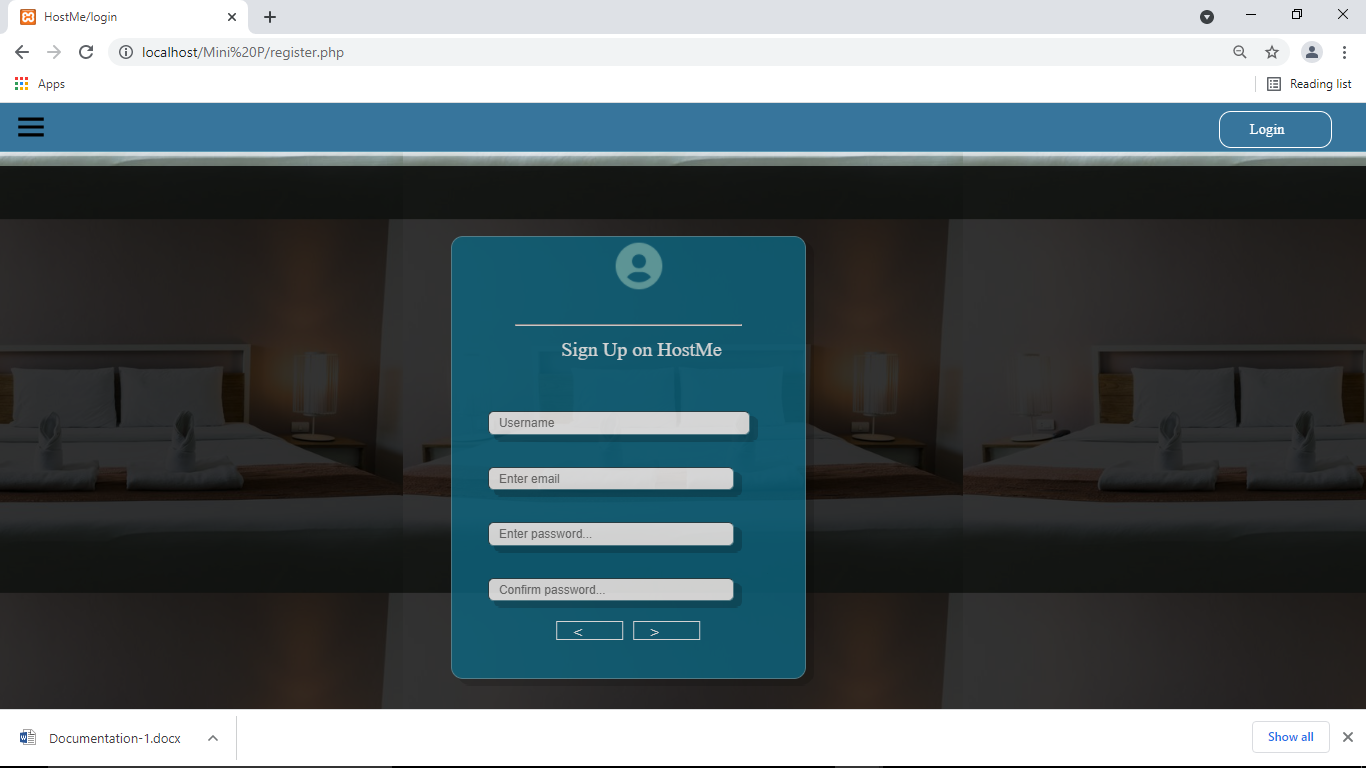 HostMe/login
localhost/Mini%20P/register.php
Apps
Reading list
Login
Sign Up on HostMe
Username
Enter email
Enter password...
Confirm password...
< >
Documentation-1.docx
Show all